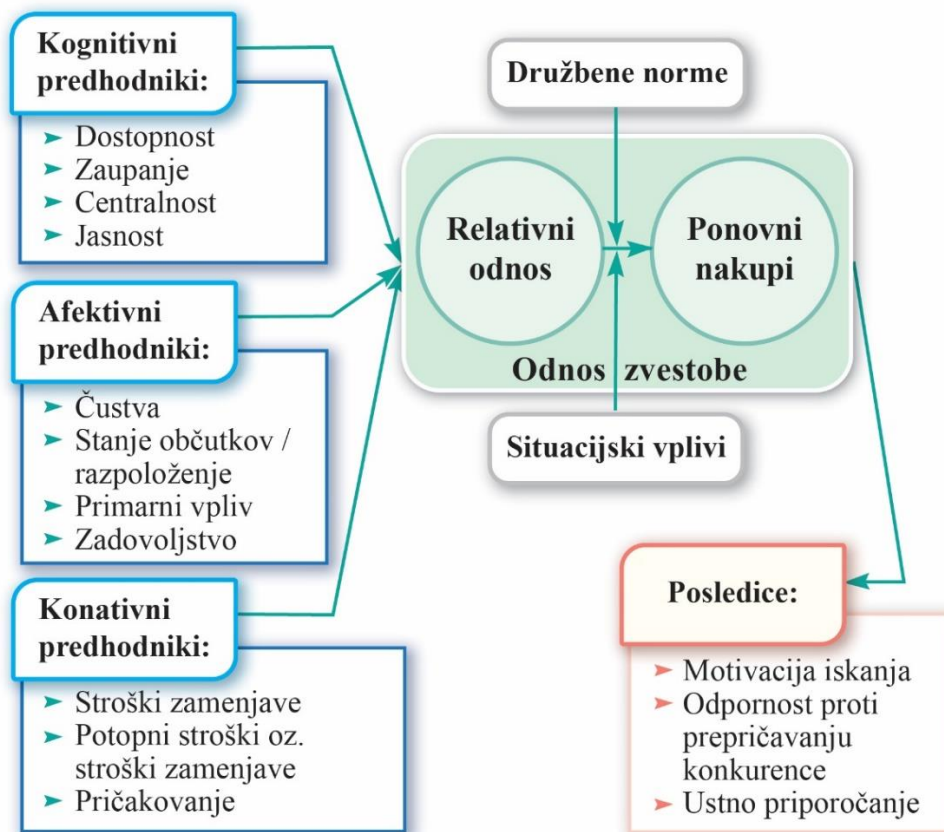 Kognitivni
predhodniki:
➤ Dostopnost
➤ Zaupanje
➤ Centralnost
➤ Jasnost
Afektivni
predhodniki:
➤ Čustva
➤ Stanje občutkov /
razpoloženje
➤ Primarni vpliv
➤ Zadovoljstvo
Konativni
predhodniki:
➤ Stroški zamenjave
➤ Potopni stroški oz.
stroški zamenjave
➤ Pričakovanje
Družbene norme
Relativni
odnos
Ponovni
nakupi
Odnos zvestobe
Situacijski vplivi
Posledice:
➤ Motivacija iskanja
➤ Odpornost proti
prepričavanju
konkurence
➤ Ustno priporočanje